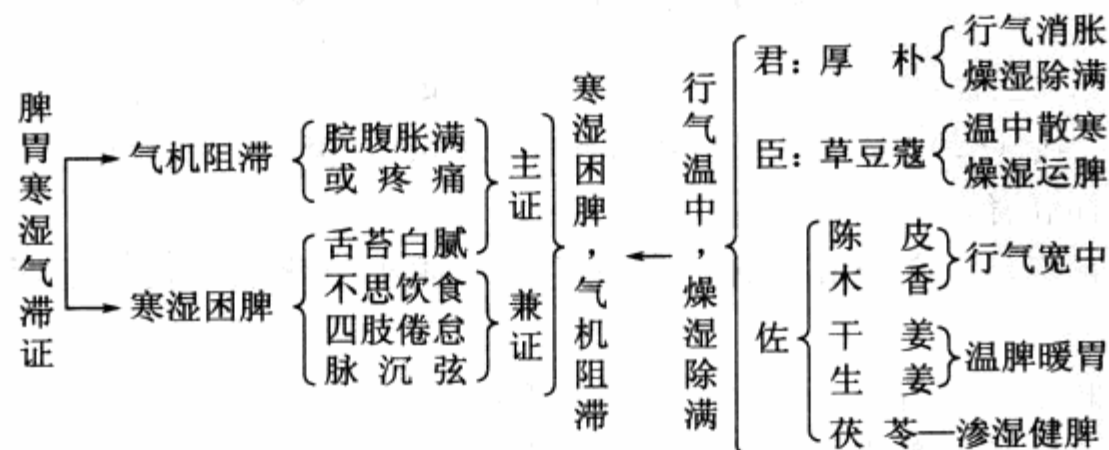 脾胃寒湿气滞证
气机阻滞
脘腹胀满
或疼痛
寒湿困脾
舌苔白腻
不思饮食
四肢倦怠
脉沉弦
主证
兼证
寒湿困脾，气机阻滞
行气温中，燥湿除满
君：厚朴
行气消胀
燥湿除满
臣：草豆蔻
温中散寒
燥湿运脾
佐
陈皮
木香
行气宽中
干姜
生姜
温脾暖胃
茯苓—渗湿健脾